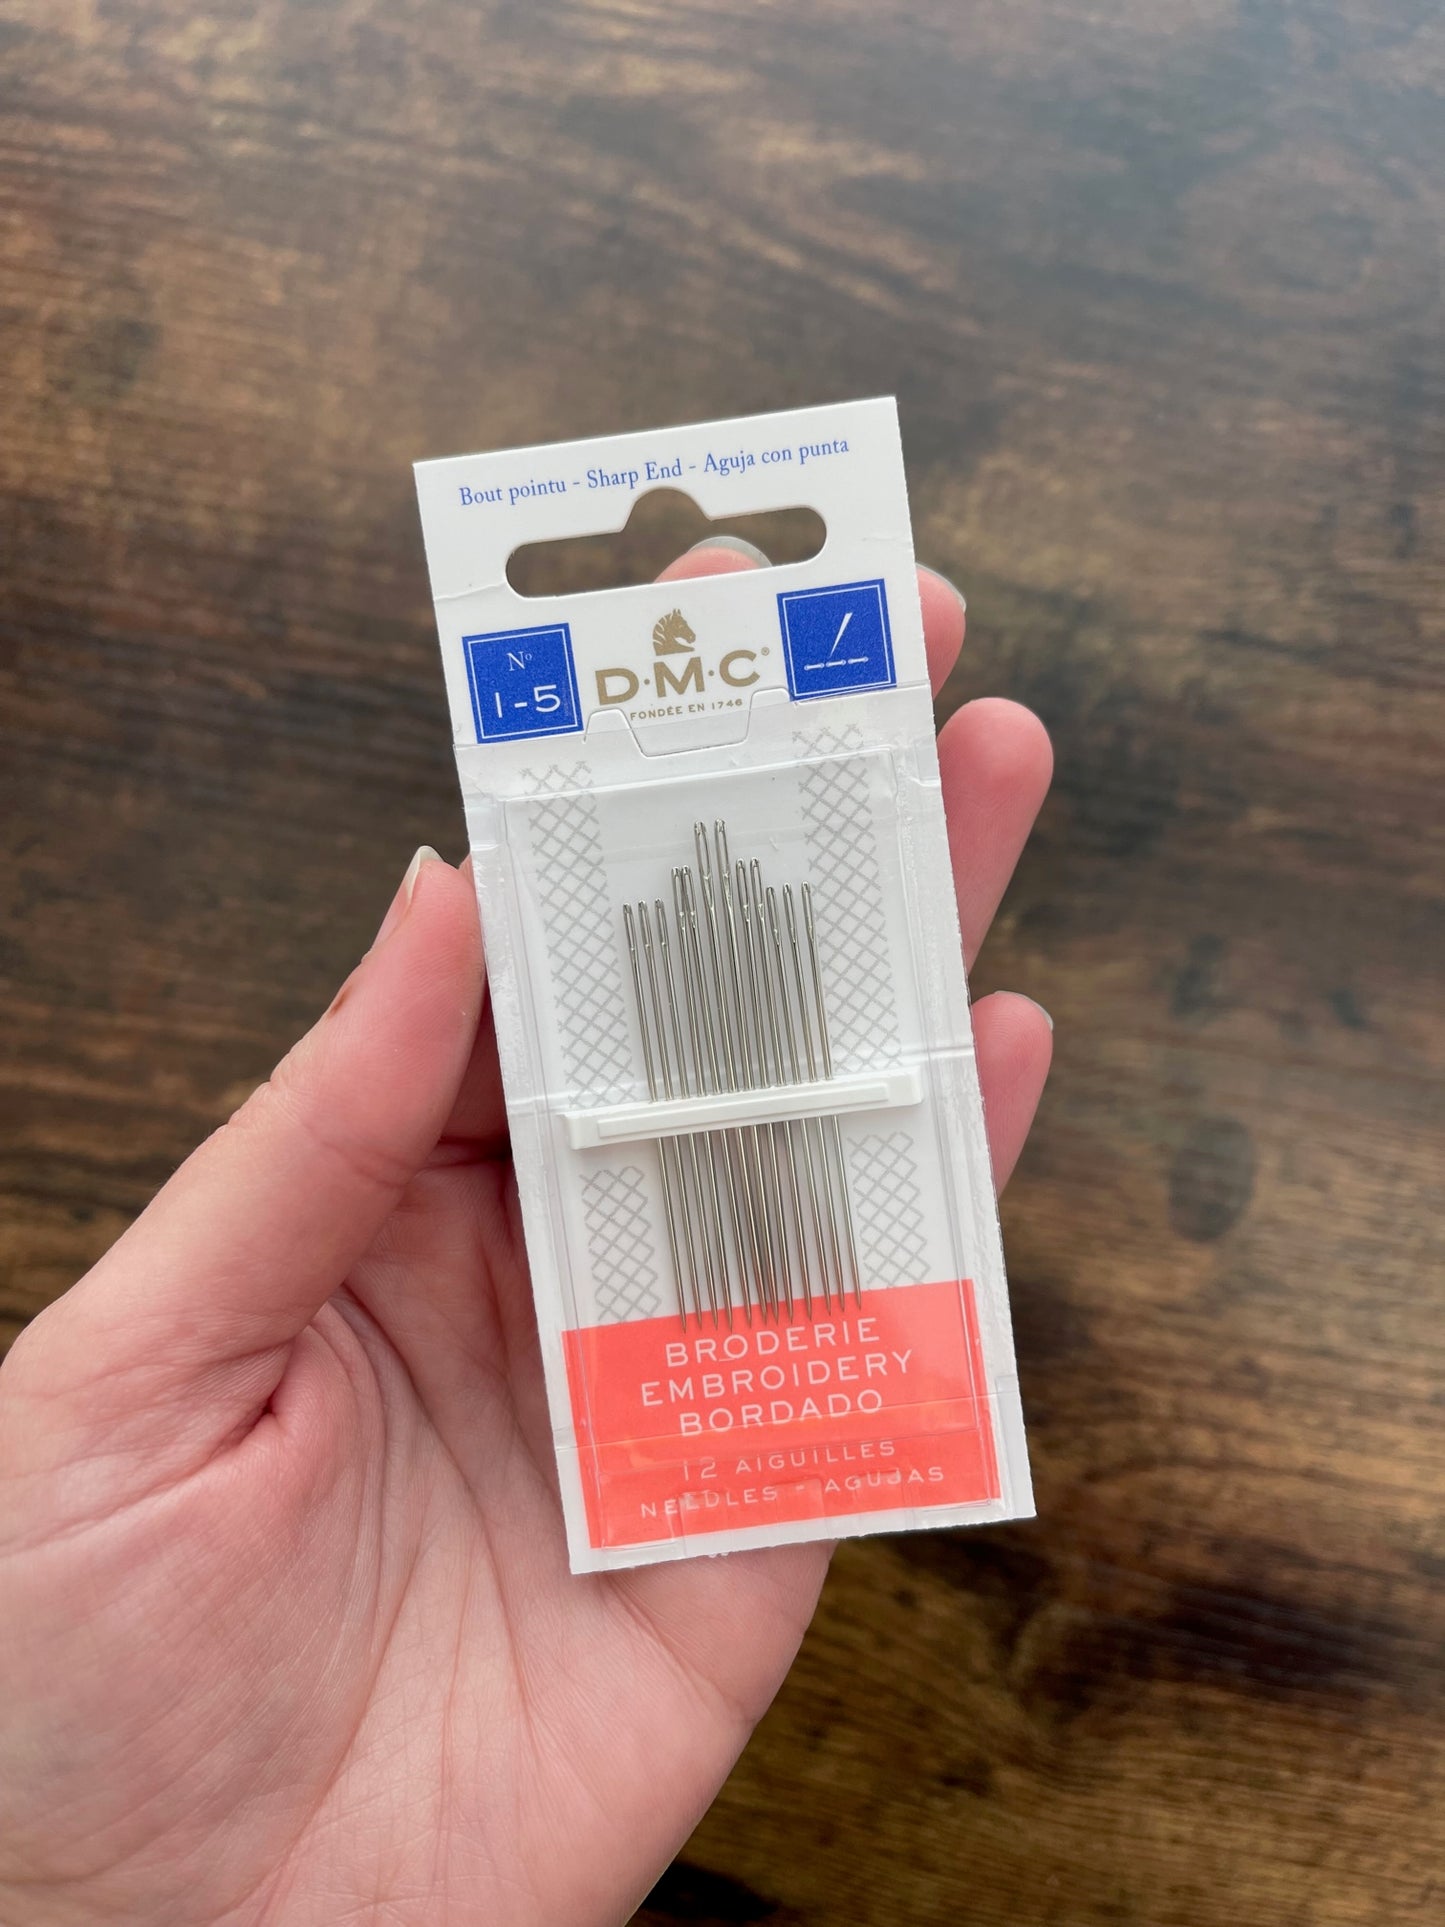 Bout pointu - Sharp End - Aguja con punta
Nº
1-5
D·M·C®
FONDÉE EN 1746
BRODERIE
EMBROIDERY
BORDADO
12 AIGUILLES
NEEDLES - AGUJAS